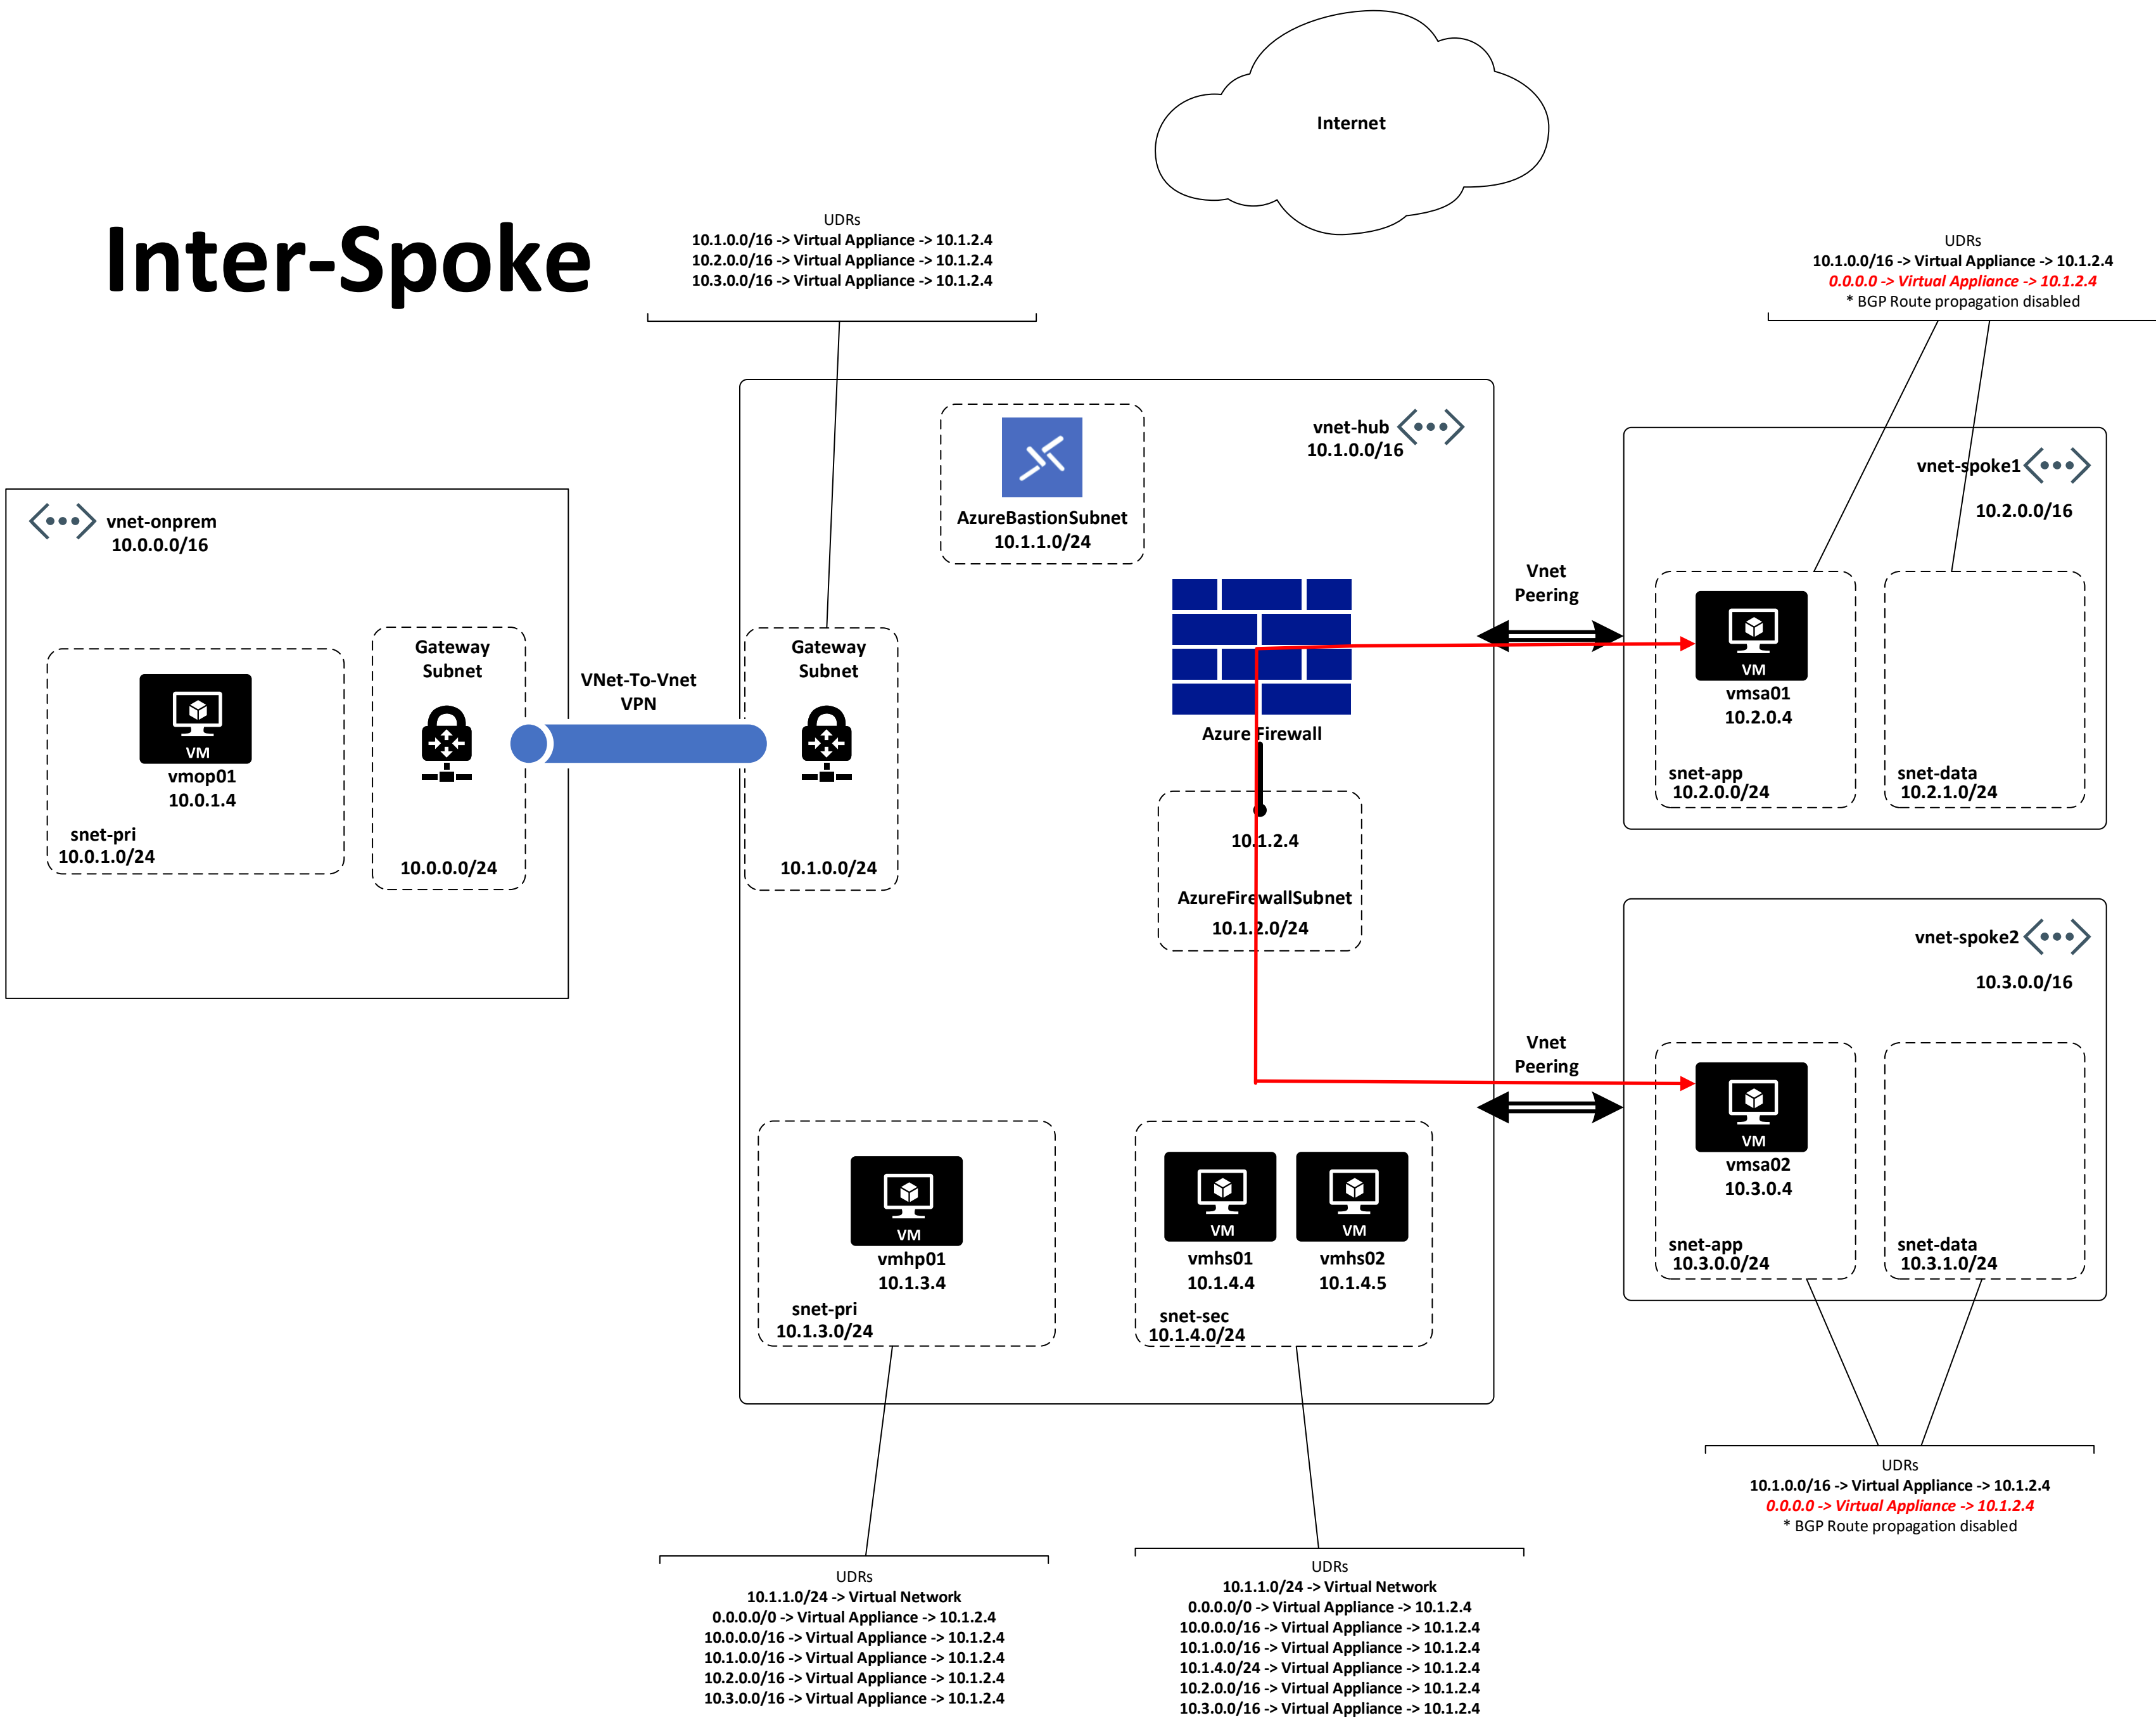 Internet
Inter-Spoke
UDRs
10.1.0.0/16 -> Virtual Appliance -> 10.1.2.4
10.2.0.0/16 -> Virtual Appliance -> 10.1.2.4
10.3.0.0/16 -> Virtual Appliance -> 10.1.2.4
UDRs
10.1.0.0/16 -> Virtual Appliance -> 10.1.2.4
0.0.0.0 -> Virtual Appliance -> 10.1.2.4
* BGP Route propagation disabled
vnet-onprem
10.0.0.0/16
VM
vmop01
10.0.1.4
snet-pri
10.0.1.0/24
Gateway
Subnet
10.0.0.0/24
VNet-To-Vnet
VPN
vnet-hub
10.1.0.0/16
AzureBastionSubnet
10.1.1.0/24
Gateway
Subnet
10.1.0.0/24
Azure Firewall
10.1.2.4
AzureFirewallSubnet
10.1.2.0/24
VM
vmhp01
10.1.3.4
snet-pri
10.1.3.0/24
VM
vmhs01
10.1.4.4
VM
vmhs02
10.1.4.5
snet-sec
10.1.4.0/24
Vnet
Peering
vnet-spoke1
10.2.0.0/16
VM
vmsa01
10.2.0.4
snet-app
10.2.0.0/24
snet-data
10.2.1.0/24
Vnet
Peering
vnet-spoke2
10.3.0.0/16
VM
vmsa02
10.3.0.4
snet-app
10.3.0.0/24
snet-data
10.3.1.0/24
UDRs
10.1.0.0/16 -> Virtual Appliance -> 10.1.2.4
0.0.0.0 -> Virtual Appliance -> 10.1.2.4
* BGP Route propagation disabled
UDRs
10.1.1.0/24 -> Virtual Network
0.0.0.0/0 -> Virtual Appliance -> 10.1.2.4
10.0.0.0/16 -> Virtual Appliance -> 10.1.2.4
10.1.0.0/16 -> Virtual Appliance -> 10.1.2.4
10.2.0.0/16 -> Virtual Appliance -> 10.1.2.4
10.3.0.0/16 -> Virtual Appliance -> 10.1.2.4
UDRs
10.1.1.0/24 -> Virtual Network
0.0.0.0/0 -> Virtual Appliance -> 10.1.2.4
10.0.0.0/16 -> Virtual Appliance -> 10.1.2.4
10.1.0.0/16 -> Virtual Appliance -> 10.1.2.4
10.1.4.0/24 -> Virtual Appliance -> 10.1.2.4
10.2.0.0/16 -> Virtual Appliance -> 10.1.2.4
10.3.0.0/16 -> Virtual Appliance -> 10.1.2.4